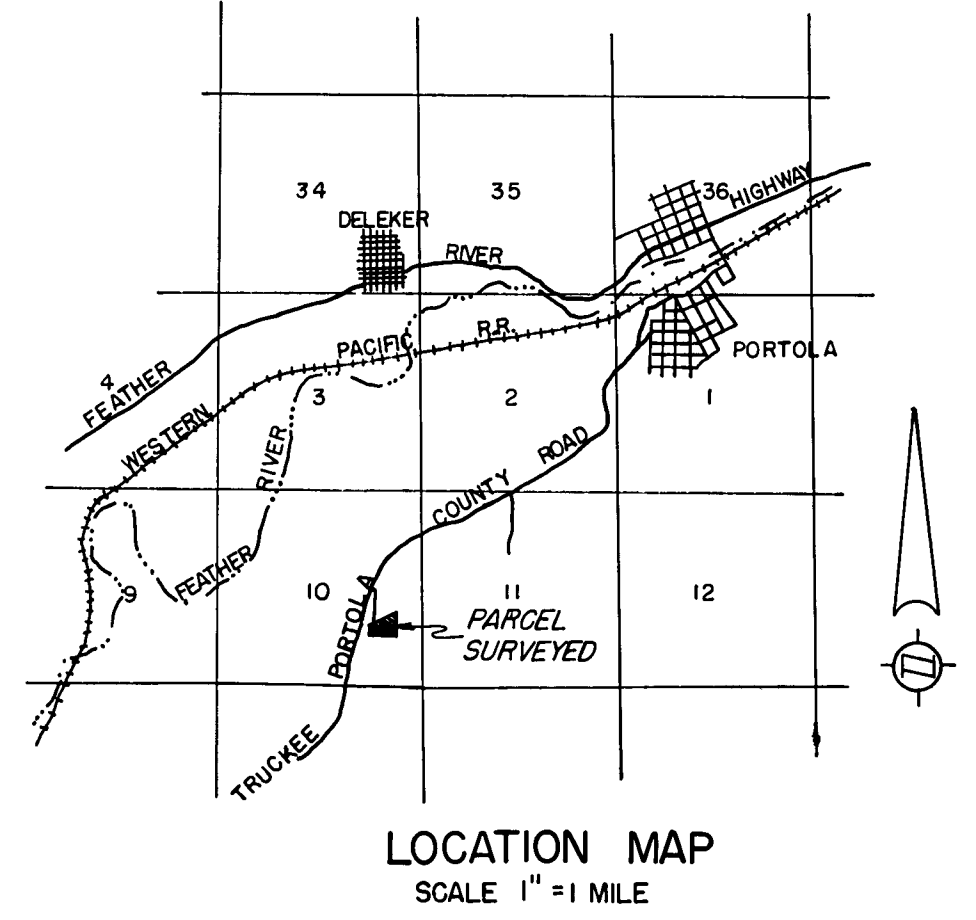 34
35
36
HIGHWAY
DELEKER
RIVER
PORTOLA
R.R.
PACIFIC
4
FEATHER
3
2
1
WESTERN
RIVER
COUNTY ROAD
FEATHER
9
10
11
12
PORTOLA
PARCEL
SURVEYED
TRUCKEE
LOCATION MAP
SCALE 1" = 1 MILE